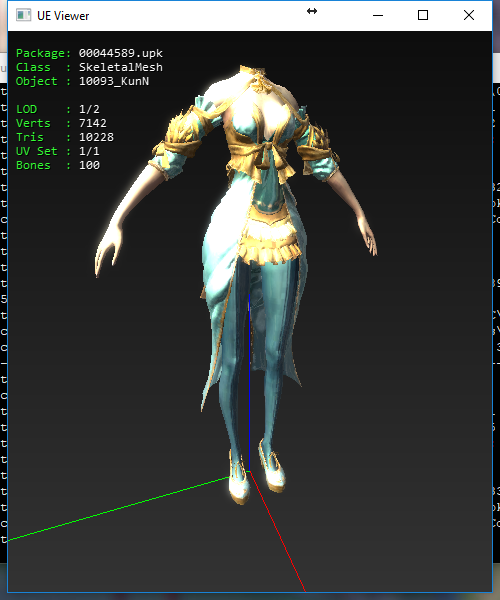 UE Viewer
Package: 00044589.upk
Class  : SkeletalMesh
Object : 10093_KunN
LOD    : 1/2
Verts  : 7142
Tris   : 10228
UV Set : 1/1
Bones  : 100